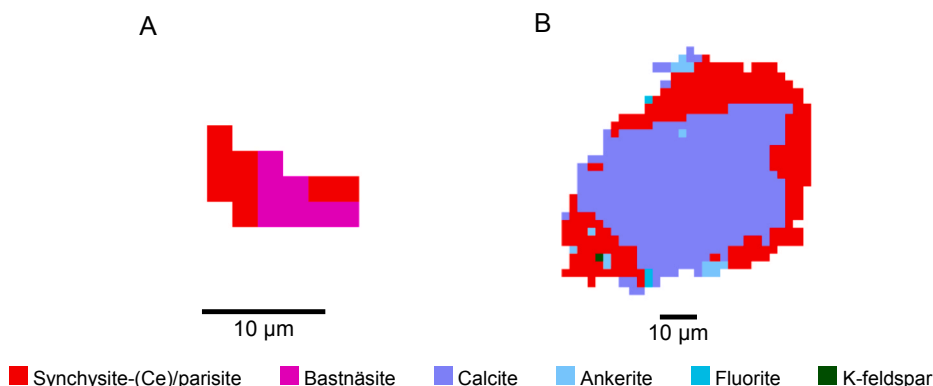 A
B
10 µm
10 µm
Synchysite-(Ce)/parisite Bastnäsite Calcite Ankerite Fluorite K-feldspar